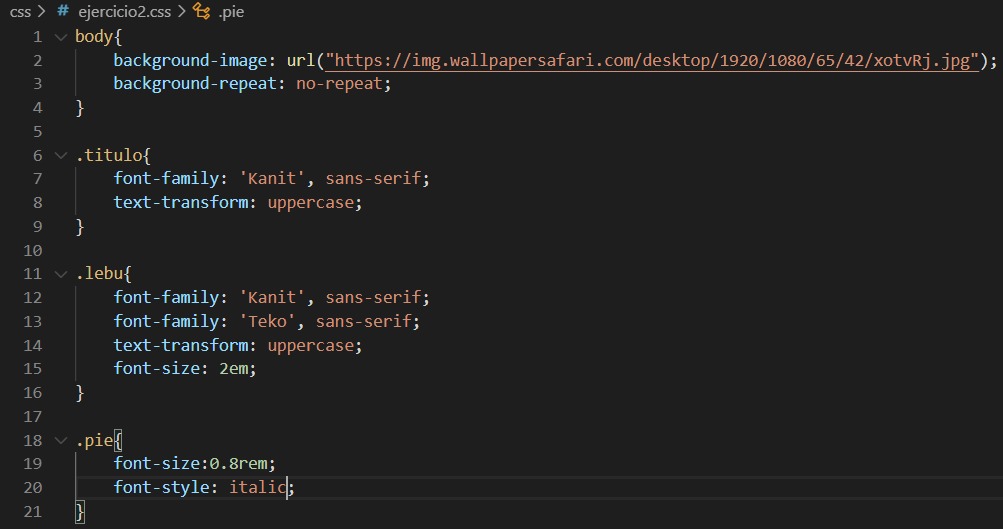 css > # ejercicio2.css > .pie
1 body{
2     background-image: url("https://img.wallpapersafari.com/desktop/1920/1080/65/42/xotvRj.jpg");
3     background-repeat: no-repeat;
4 }
5
6 .titulo{
7     font-family: 'Kanit', sans-serif;
8     text-transform: uppercase;
9 }
10
11 .lebu{
12     font-family: 'Kanit', sans-serif;
13     font-family: 'Teko', sans-serif;
14     text-transform: uppercase;
15     font-size: 2em;
16 }
17
18 .pie{
19     font-size:0.8rem;
20     font-style: italic;
21 }